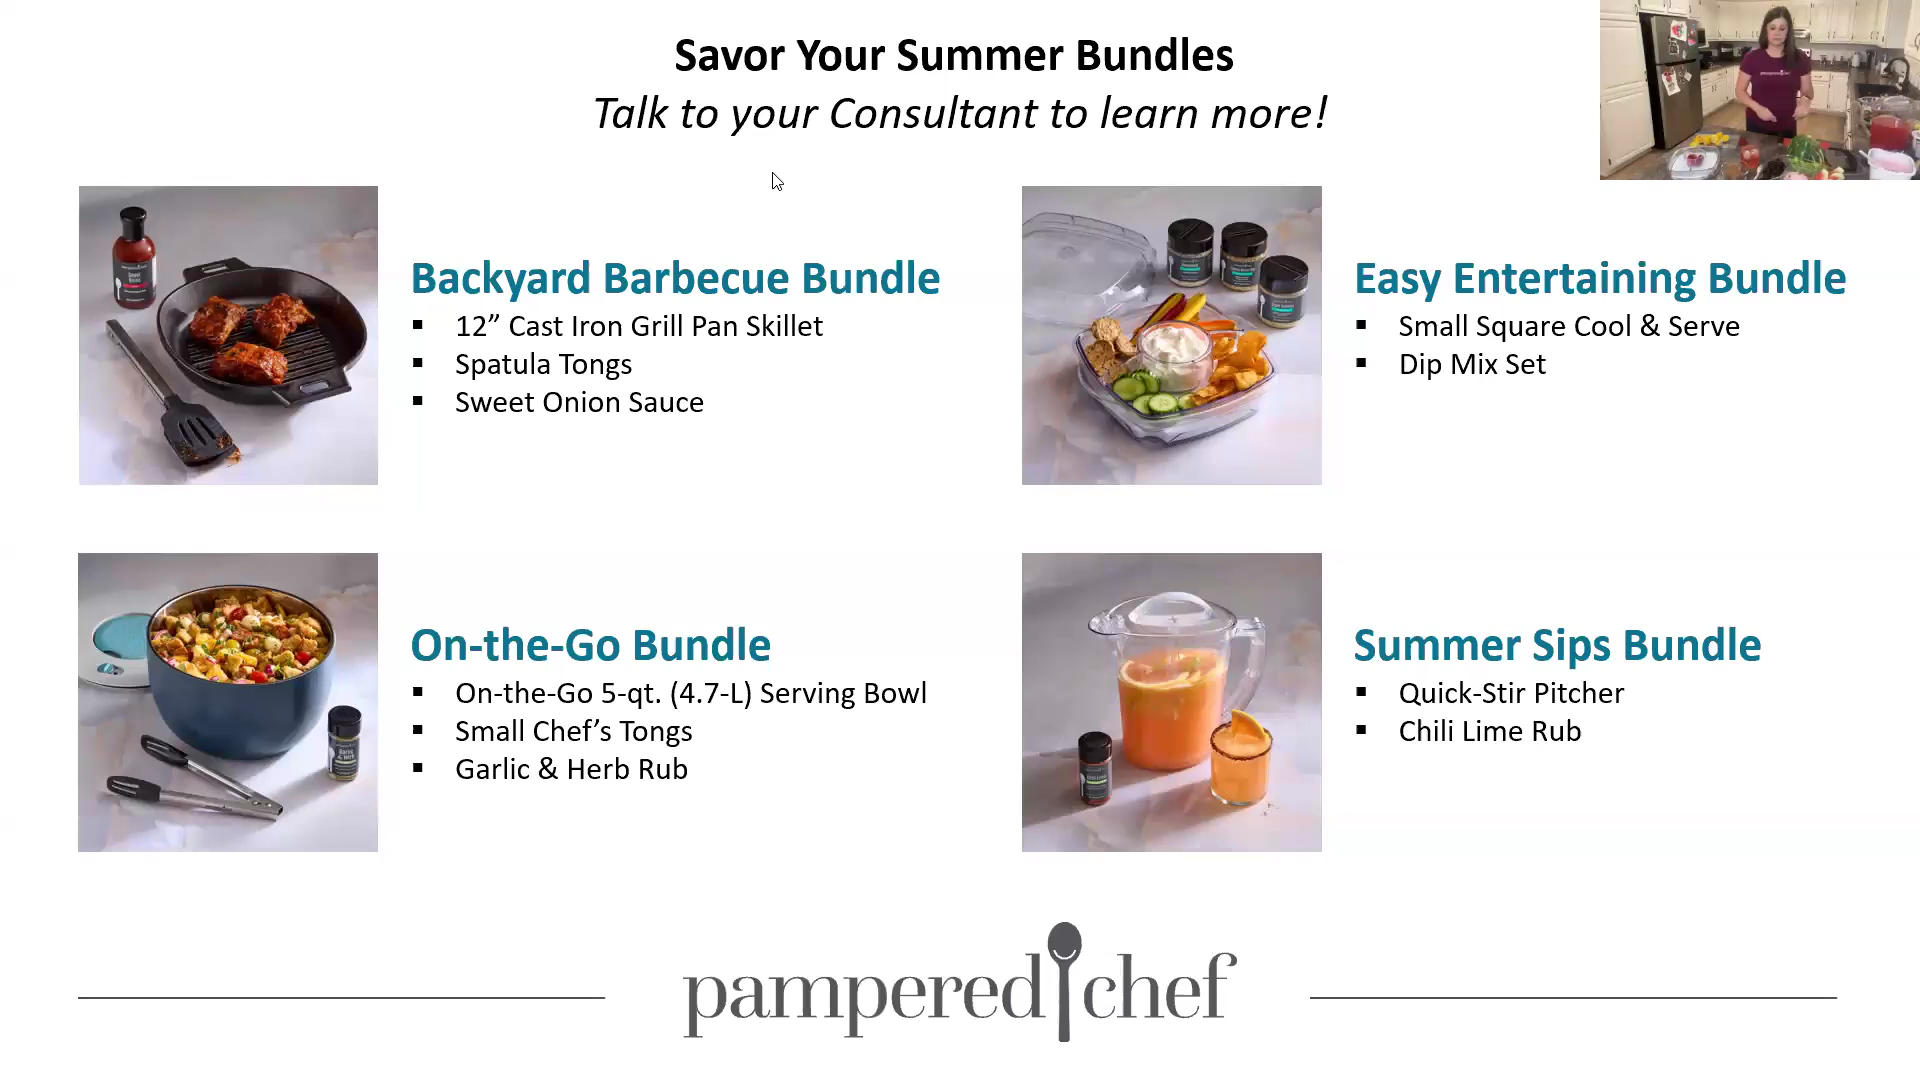 Savor Your Summer Bundles
Talk to your Consultant to learn more!
Backyard Barbecue Bundle
▪ 12” Cast Iron Grill Pan Skillet
▪ Spatula Tongs
▪ Sweet Onion Sauce
Easy Entertaining Bundle
▪ Small Square Cool & Serve
▪ Dip Mix Set
On-the-Go Bundle
▪ On-the-Go 5-qt. (4.7-L) Serving Bowl
▪ Small Chef’s Tongs
▪ Garlic & Herb Rub
Summer Sips Bundle
▪ Quick-Stir Pitcher
▪ Chili Lime Rub
pampered chef